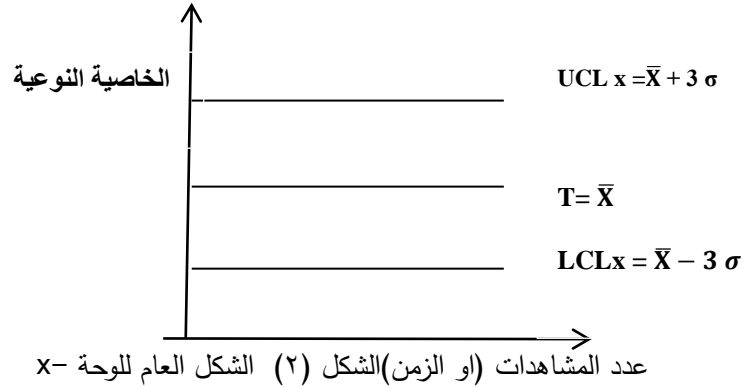 الخاصية النوعية
UCL x =X̿ + 3 σ
T= X̿
LCLx = X̿ − 3 σ
عدد المشاهدات (او الزمن)الشكل (٢) الشكل العام للوحة x–